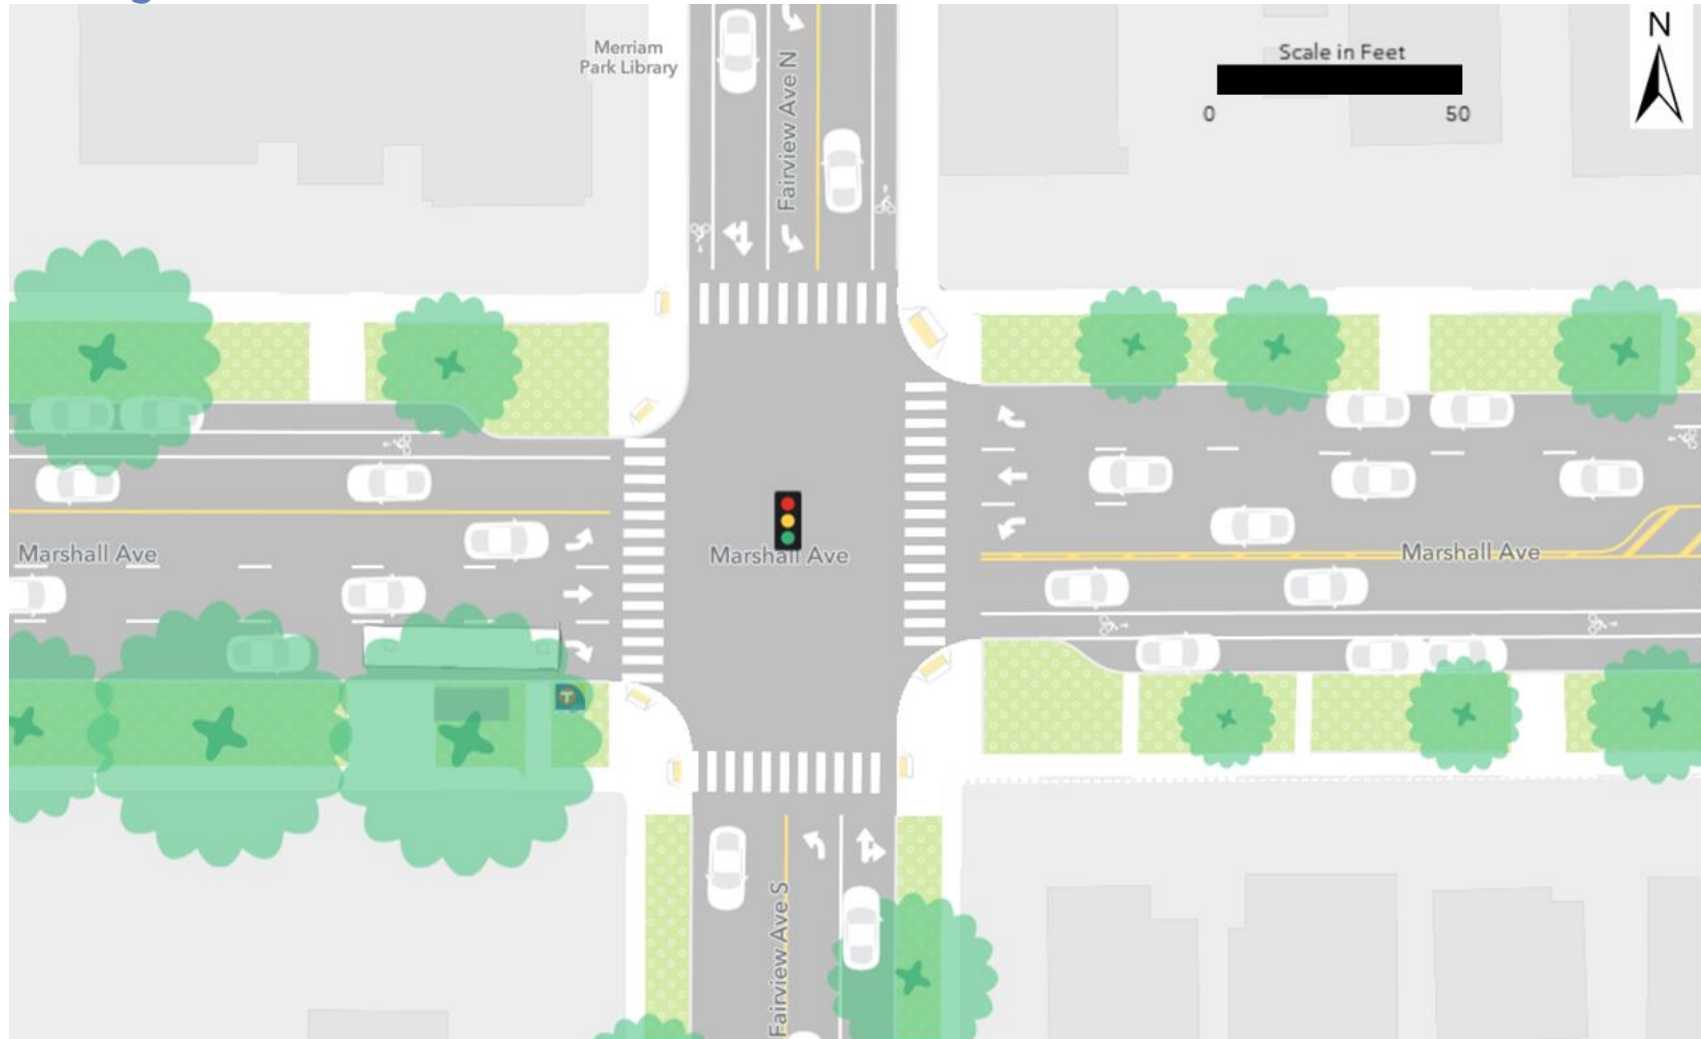 Merriam
Park Library
Fairview Ave N
Scale in Feet
0 50
N
Marshall Ave
Marshall Ave
Marshall Ave
T
Fairview Ave S